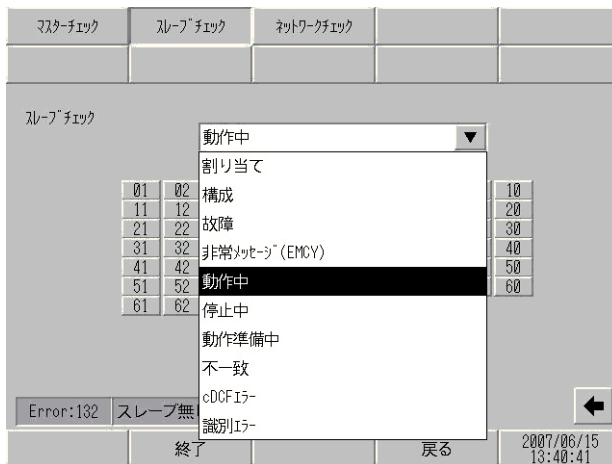 ﾏｽﾀｰﾁｪｯｸ ｽﾚｰﾌﾞﾁｪｯｸ ﾈｯﾄﾜｰｸﾁｪｯｸ
ｽﾚｰﾌﾞﾁｪｯｸ
動作中 ▼
割り当て
構成
故障
非常ﾒｯｾｰｼﾞ(EMCY)
動作中
停止中
動作準備中
不一致
cDCFｴﾗｰ
識別ｴﾗｰ
01 02 10
11 12 20
21 22 30
31 32 40
41 42 50
51 52 60
61 62
Error:132 スレーブ無
終了 戻る 2007/06/15
13:40:41